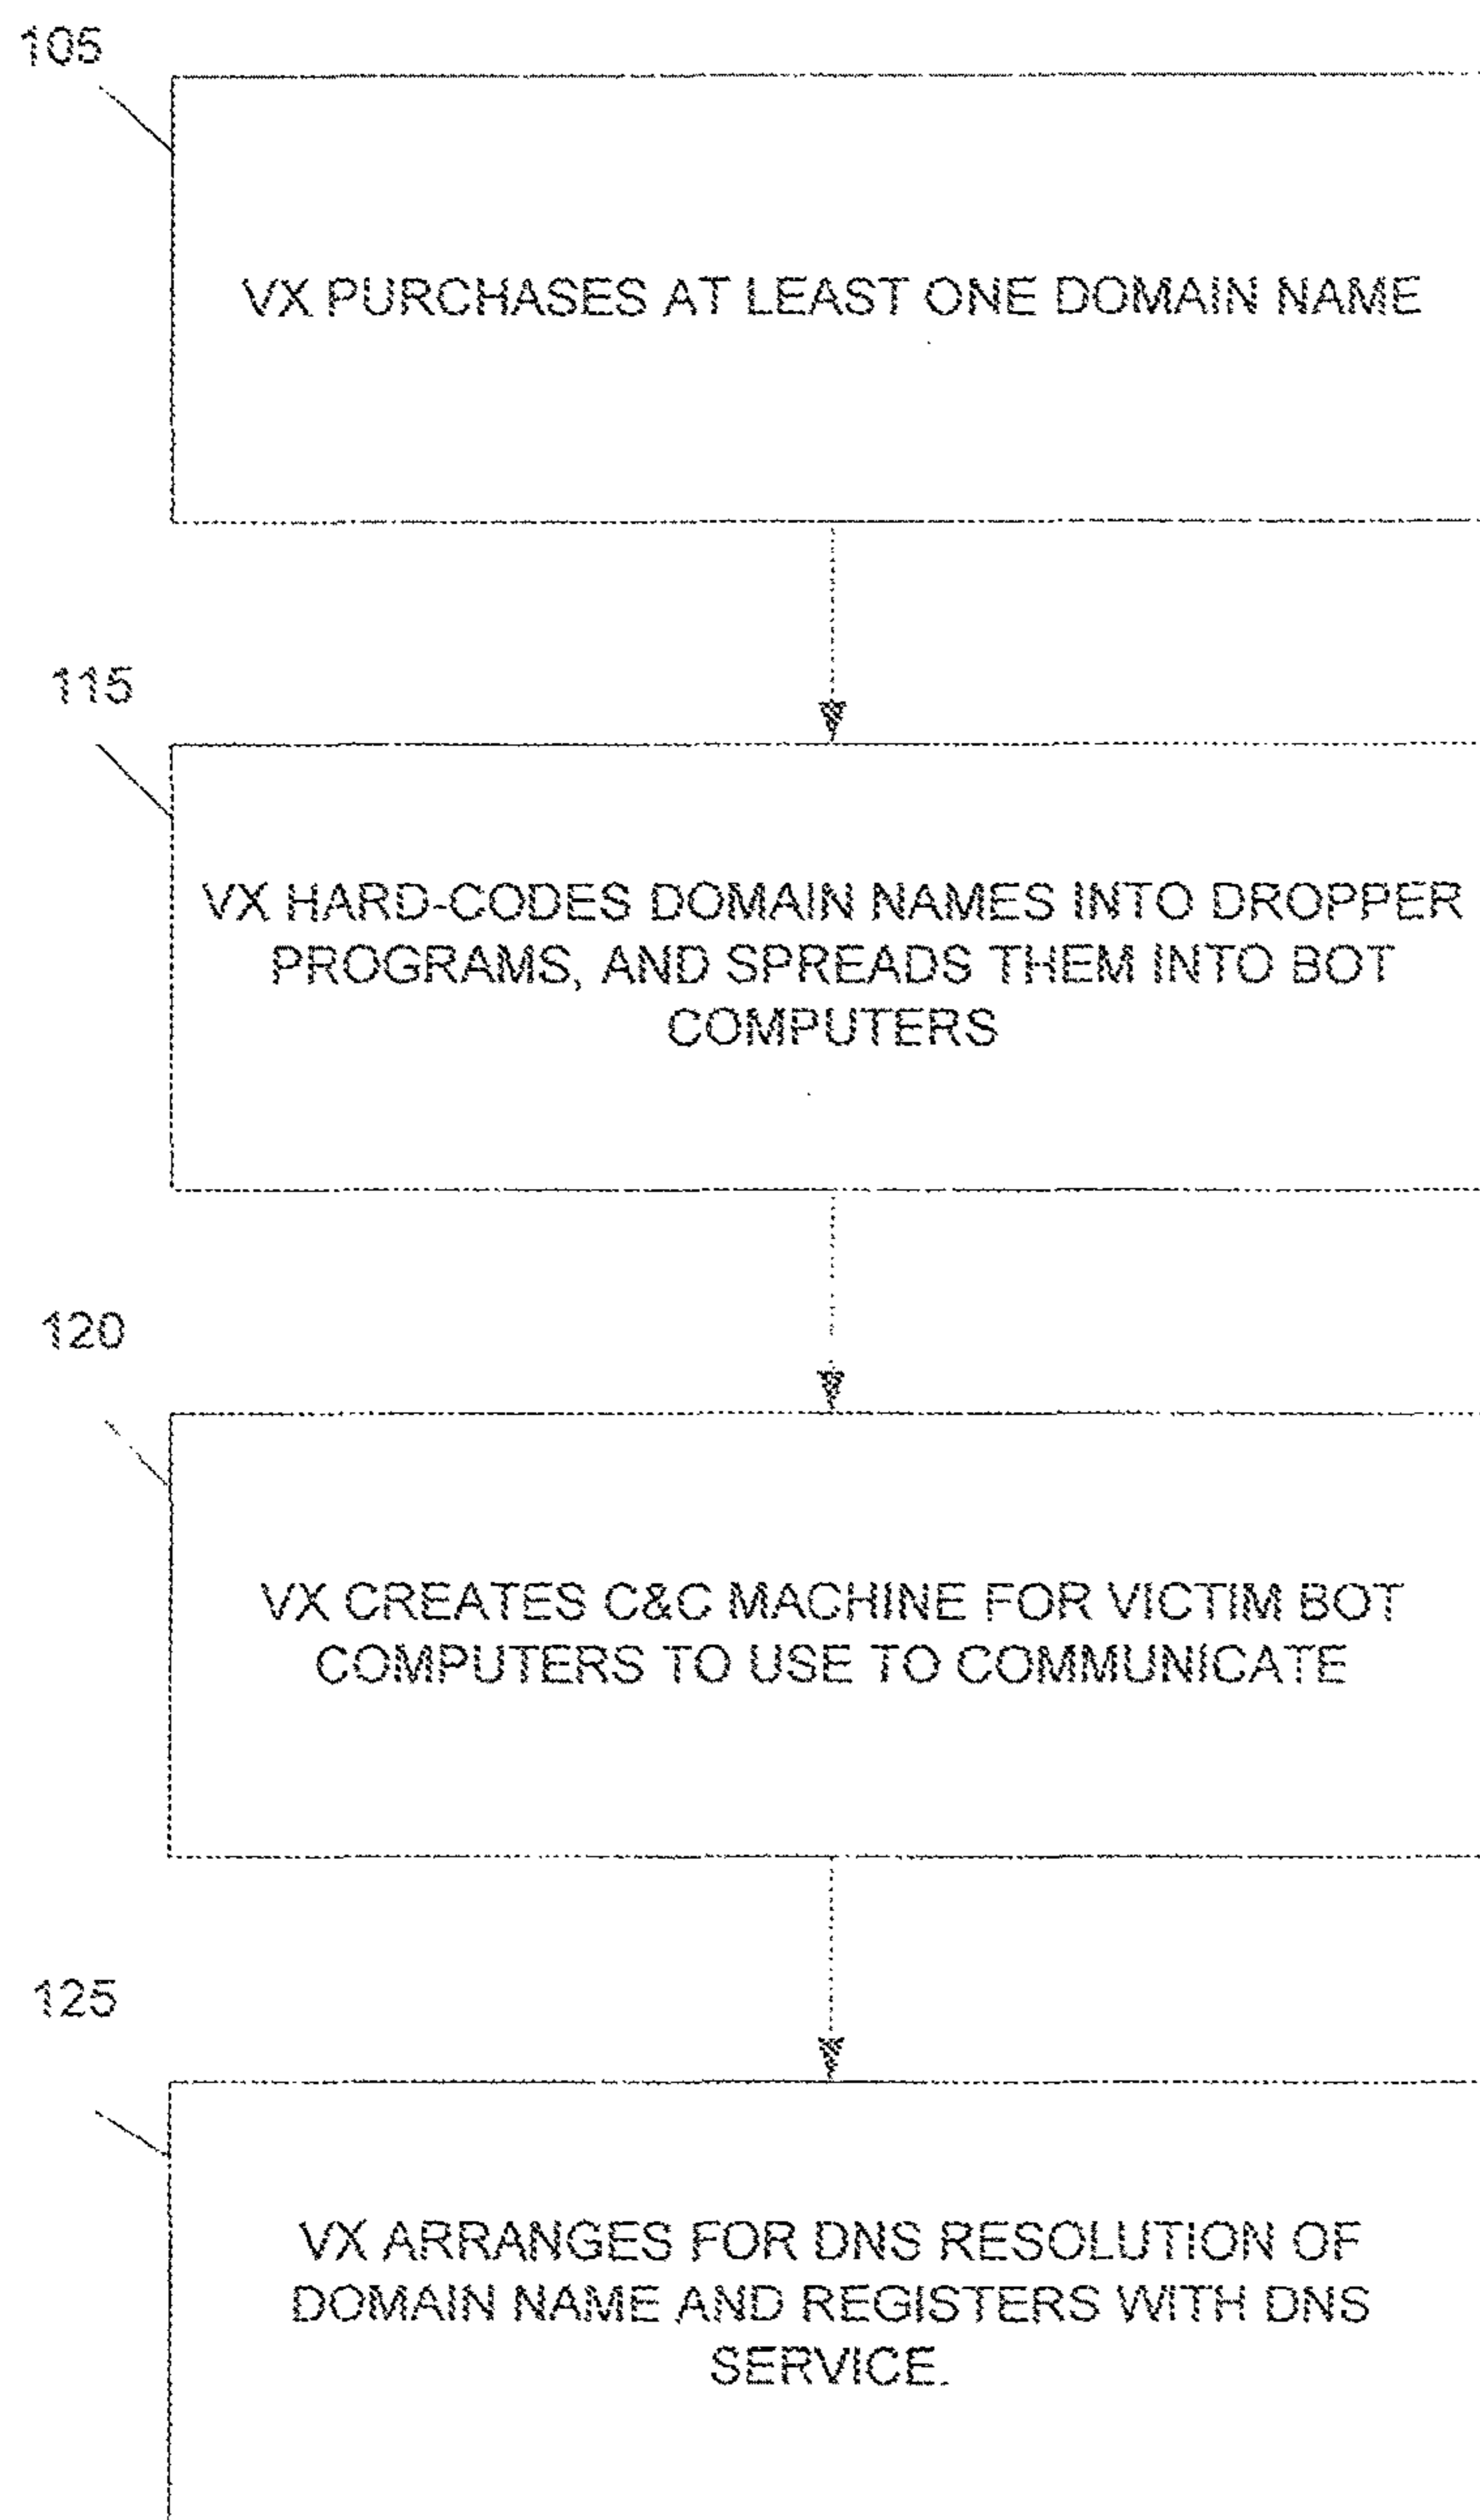 105
VX PURCHASES AT LEAST ONE DOMAIN NAME
115
VX HARD-CODES DOMAIN NAMES INTO DROPPER
PROGRAMS, AND SPREADS THEM INTO BOT
COMPUTERS
120
VX CREATES C&C MACHINE FOR VICTIM BOT
COMPUTERS TO USE TO COMMUNICATE
125
VX ARRANGES FOR DNS RESOLUTION OF
DOMAIN NAME AND REGISTERS WITH DNS
SERVICE.